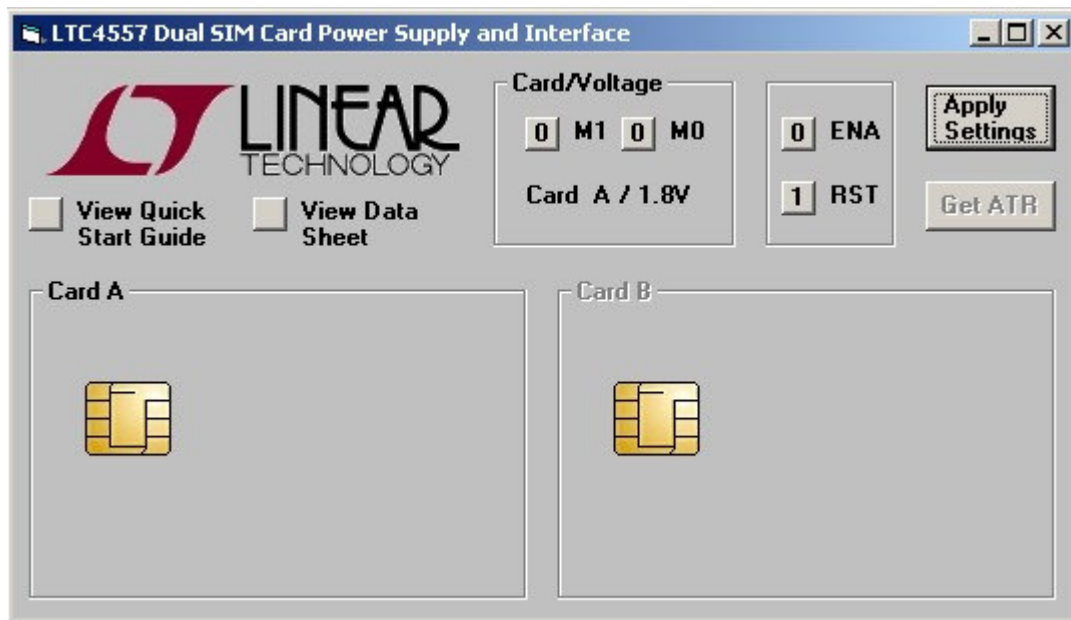 LTC4557 Dual SIM Card Power Supply and Interface
LINEAR
TECHNOLOGY
View Quick
Start Guide
View Data
Sheet
Card/Voltage
0 M1 0 M0
Card A / 1.8V
0 ENA
1 RST
Apply
Settings
Get ATR
Card A
Card B